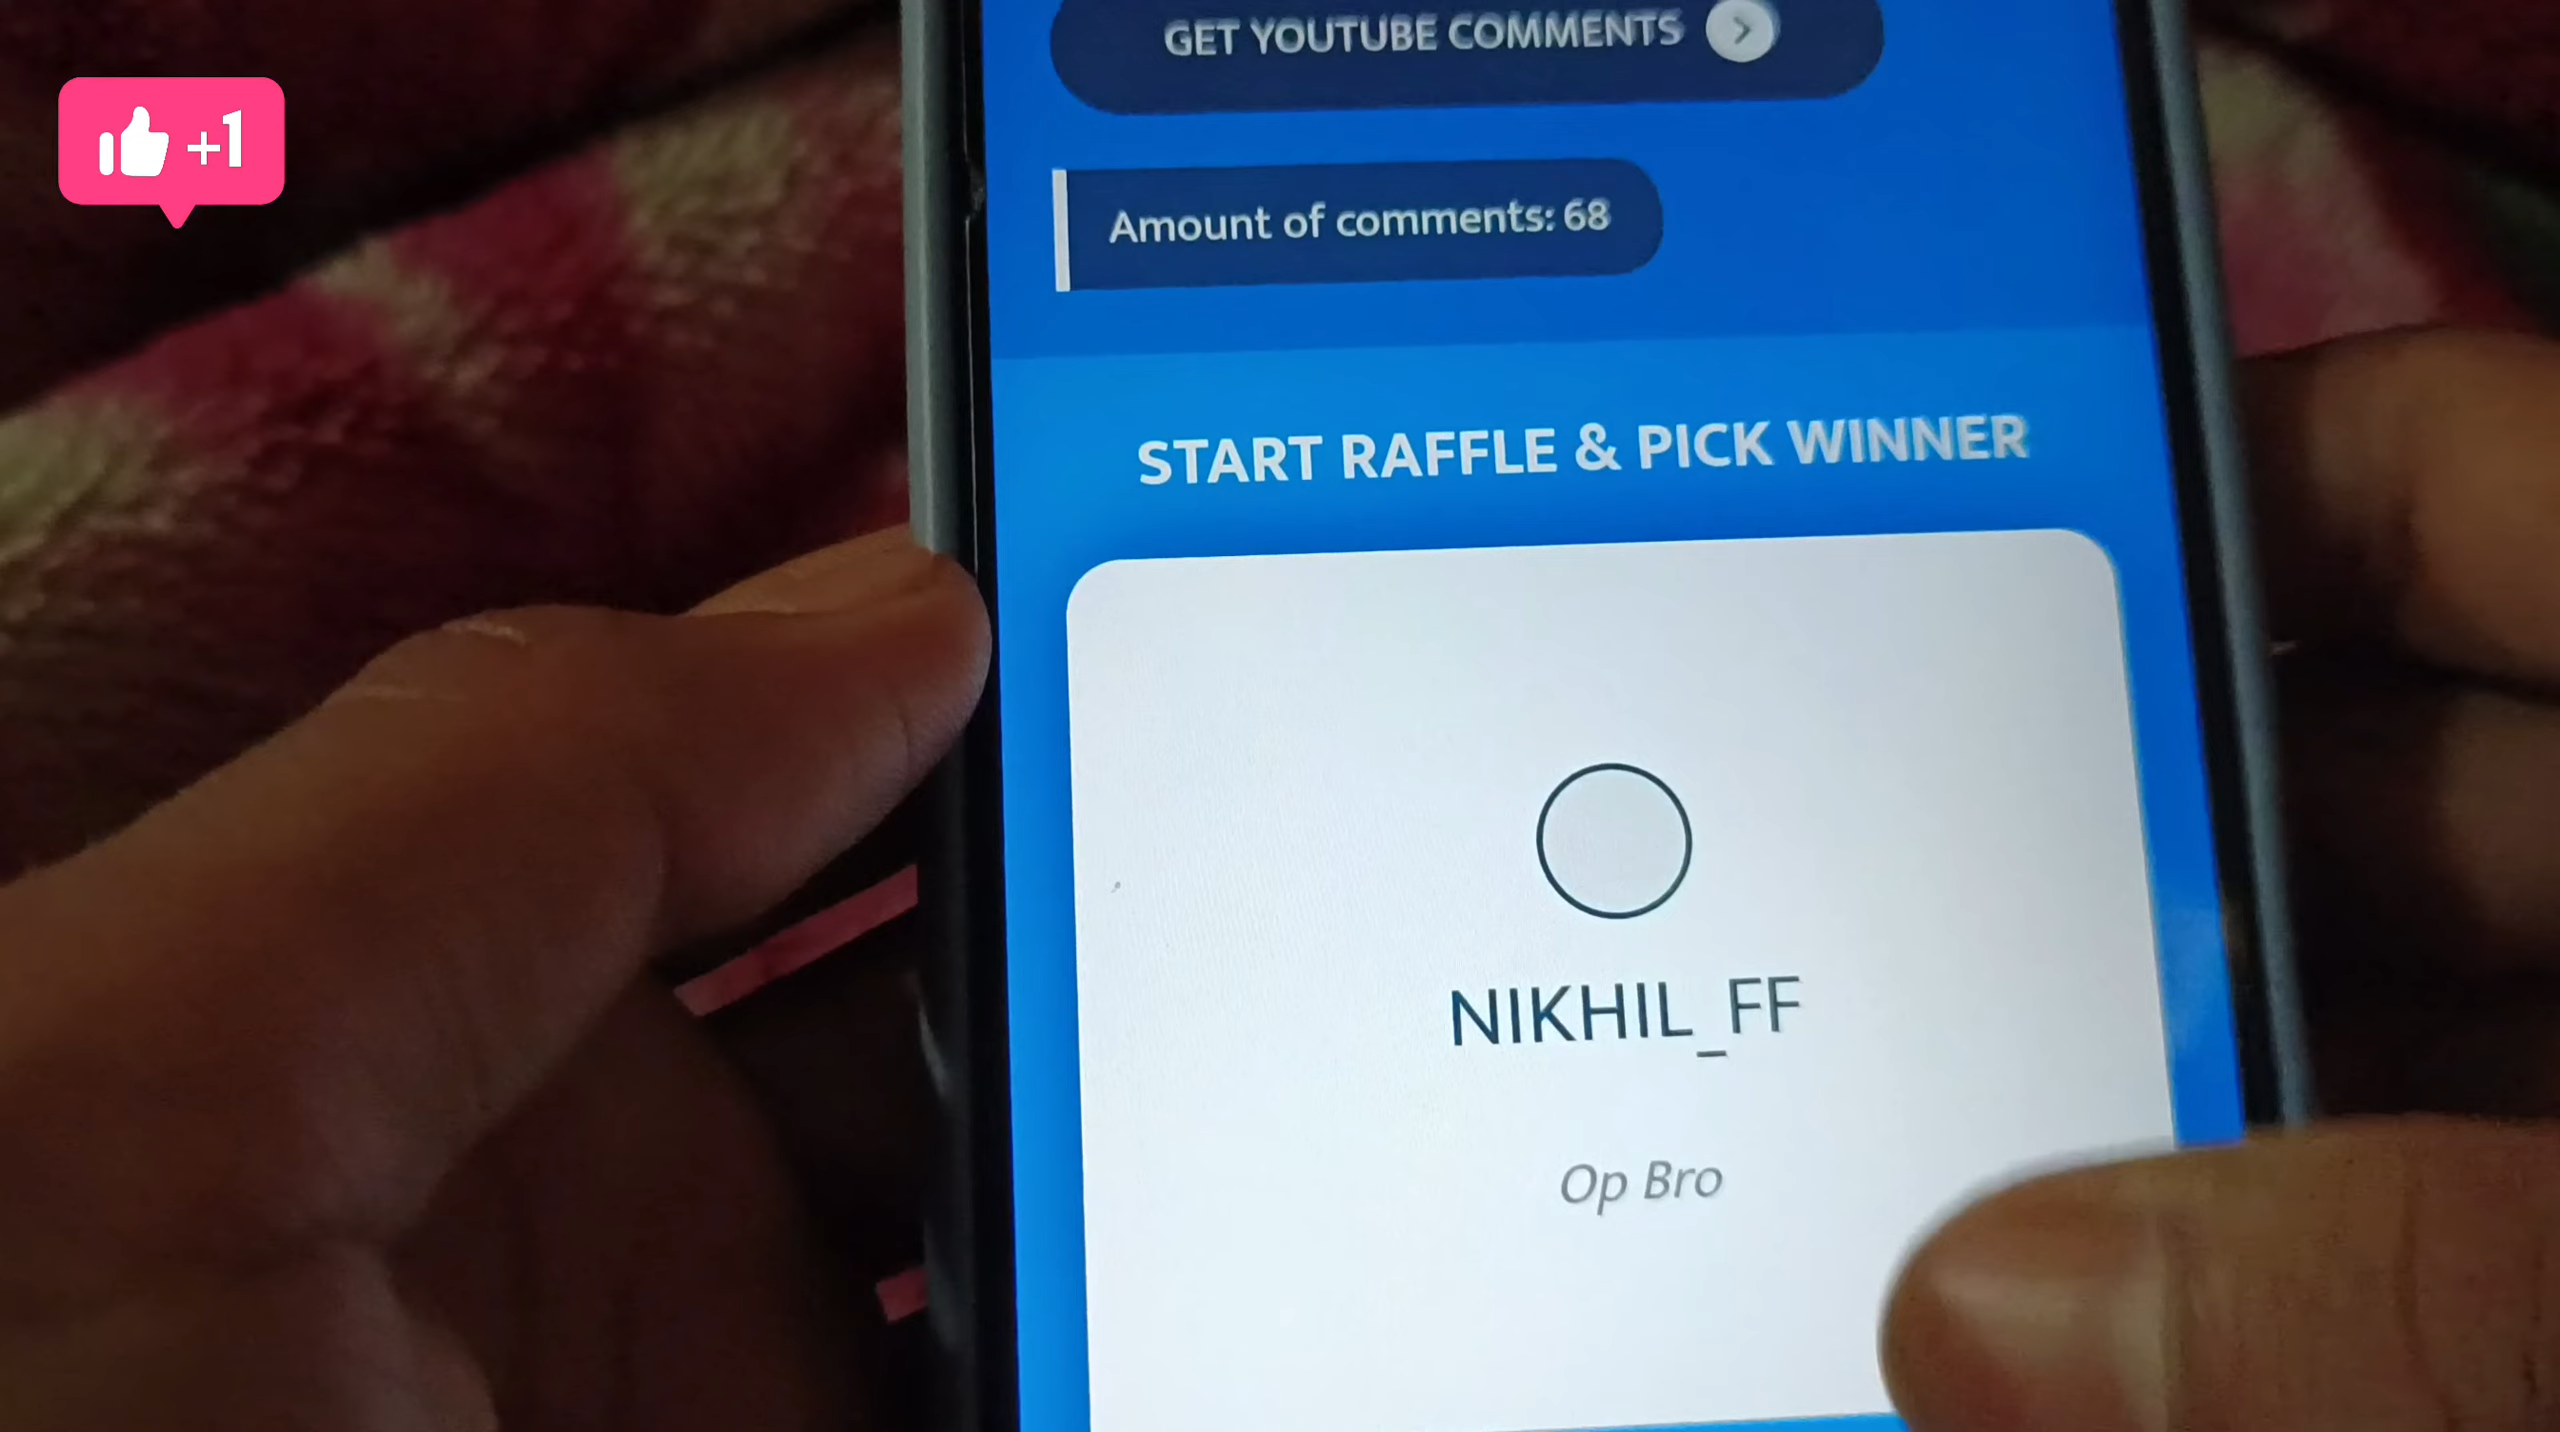 +1
GET YOUTUBE COMMENTS
Amount of comments: 68
START RAFFLE & PICK WINNER
NIKHIL_FF
Op Bro